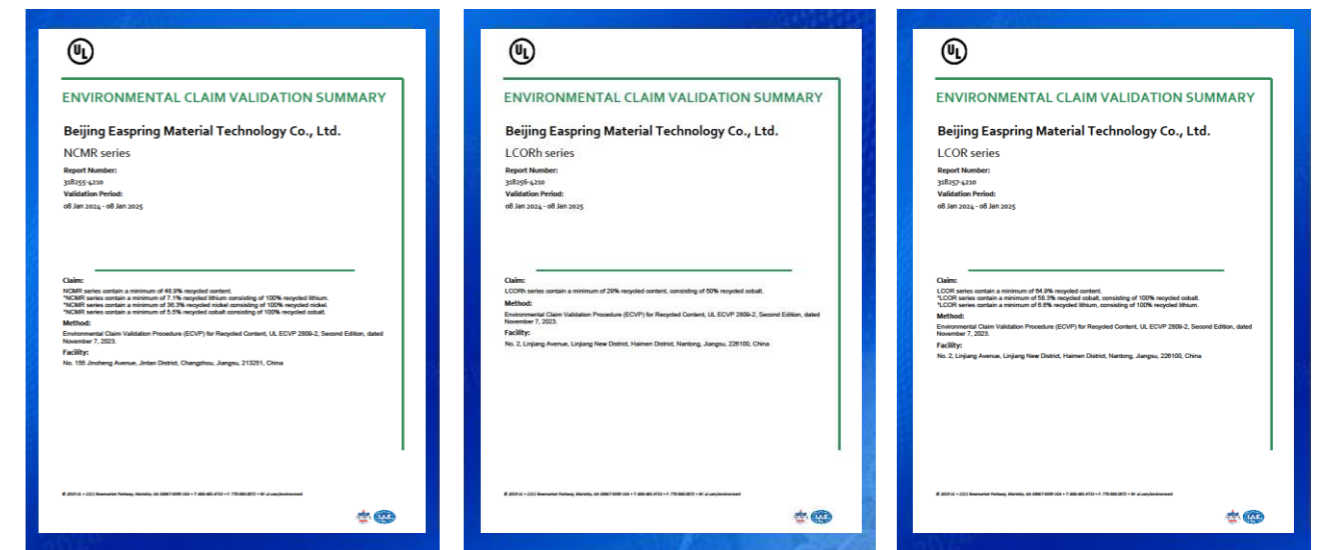 UL
ENVIRONMENTAL CLAIM VALIDATION SUMMARY
Beijing Easpring Material Technology Co., Ltd.
NCMR series
Report Number:
318255-4210
Validation Period:
08 Jan 2024 - 08 Jan 2025
Claim:
NCMR series contain a minimum of 48.9% recycled content.
*NCMR series contain a minimum of 7.1% recycled lithium consisting of 100% recycled lithium.
*NCMR series contain a minimum of 36.3% recycled nickel consisting of 100% recycled nickel.
*NCMR series contain a minimum of 5.5% recycled cobalt consisting of 100% recycled cobalt.
Method:
Environmental Claim Validation Procedure (ECVP) for Recycled Content, UL ECVP 2809-2, Second Edition, dated
November 7, 2023.
Facility:
No. 156 Jincheng Avenue, Jintan District, Changzhou, Jiangsu, 213251, China
UL
ENVIRONMENTAL CLAIM VALIDATION SUMMARY
Beijing Easpring Material Technology Co., Ltd.
LCORh series
Report Number:
318256-4210
Validation Period:
08 Jan 2024 - 08 Jan 2025
Claim:
LCORh series contain a minimum of 29% recycled content, consisting of 50% recycled cobalt.
Method:
Environmental Claim Validation Procedure (ECVP) for Recycled Content, UL ECVP 2809-2, Second Edition, dated
November 7, 2023.
Facility:
No. 2, Linjiang Avenue, Linjiang New District, Haimen District, Nantong, Jiangsu, 226100, China
UL
ENVIRONMENTAL CLAIM VALIDATION SUMMARY
Beijing Easpring Material Technology Co., Ltd.
LCOR series
Report Number:
318257-4210
Validation Period:
08 Jan 2024 - 08 Jan 2025
Claim:
LCOR series contain a minimum of 64.9% recycled content.
*LCOR series contain a minimum of 58.3% recycled cobalt, consisting of 100% recycled cobalt.
*LCOR series contain a minimum of 6.6% recycled lithium, consisting of 100% recycled lithium.
Method:
Environmental Claim Validation Procedure (ECVP) for Recycled Content, UL ECVP 2809-2, Second Edition, dated
November 7, 2023.
Facility:
No. 2, Linjiang Avenue, Linjiang New District, Haimen District, Nantong, Jiangsu, 226100, China